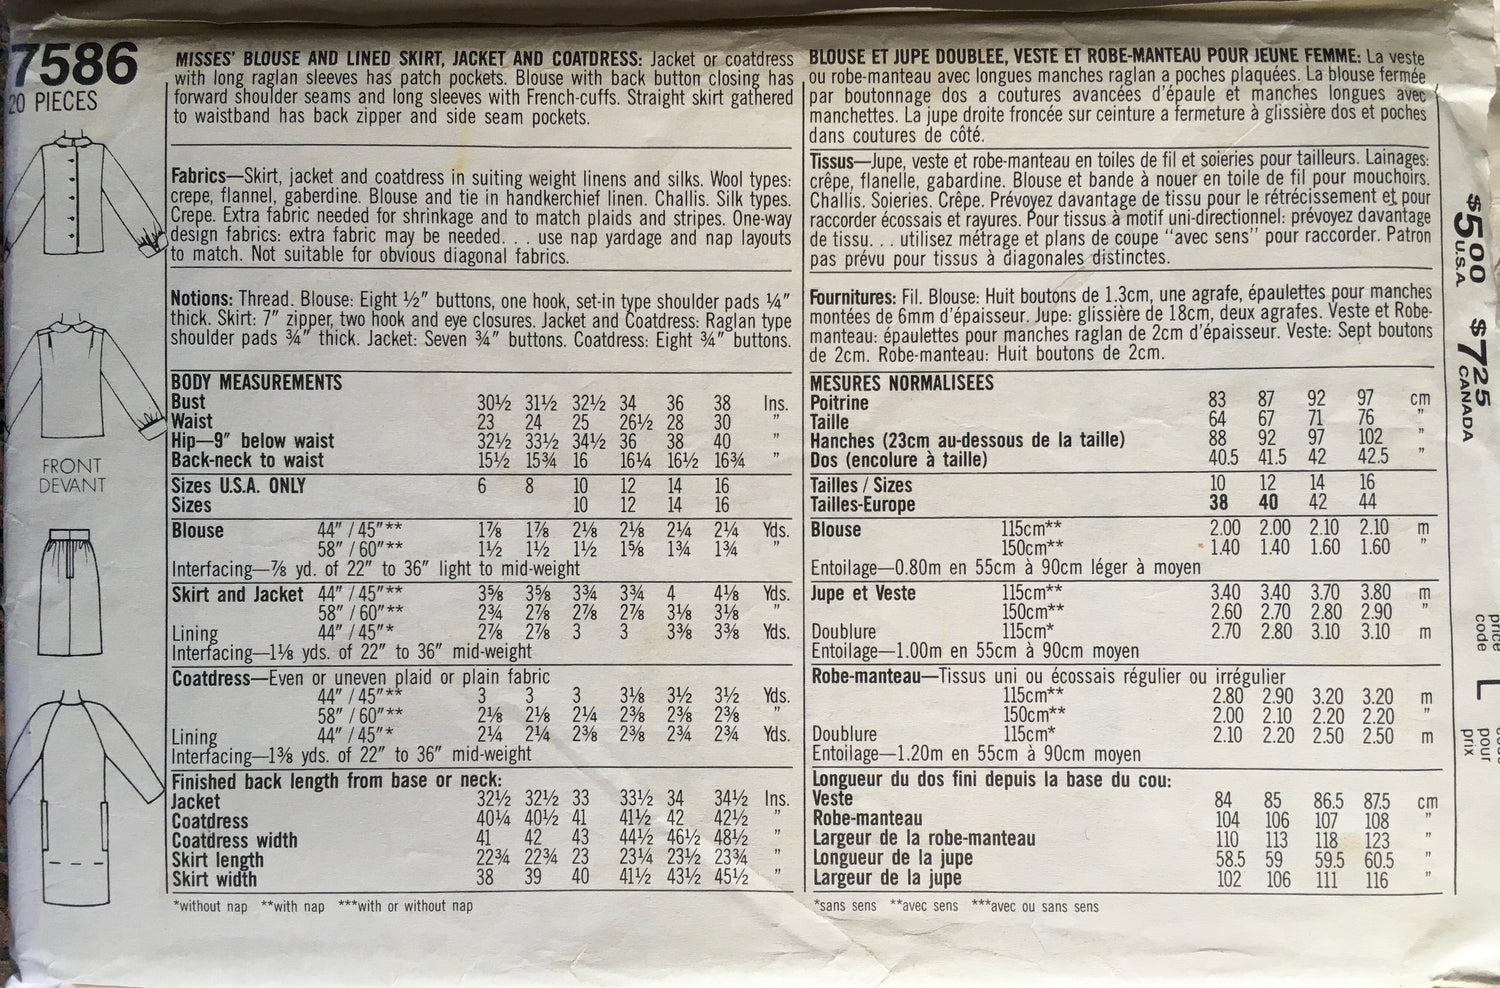 7586
20 PIECES
MISSES' BLOUSE AND LINED SKIRT, JACKET AND COATDRESS: Jacket or coatdress
with long raglan sleeves has patch pockets. Blouse with back button closing has
forward shoulder seams and long sleeves with French-cuffs. Straight skirt gathered
to waistband has back zipper and side seam pockets.
Fabrics—Skirt, jacket and coatdress in suiting weight linens and silks. Wool types:
crepe, flannel, gaberdine. Blouse and tie in handkerchief linen. Challis. Silk types.
Crepe. Extra fabric needed for shrinkage and to match plaids and stripes. One-way
design fabrics: extra fabric may be needed. . . use nap yardage and nap layouts
to match. Not suitable for obvious diagonal fabrics.
Notions: Thread. Blouse: Eight ½" buttons, one hook, set-in type shoulder pads ¼"
thick. Skirt: 7" zipper, two hook and eye closures. Jacket and Coatdress: Raglan type
shoulder pads ¾" thick. Jacket: Seven ¾" buttons. Coatdress: Eight ¾" buttons.
BODY MEASUREMENTS
Bust 30½ 31½ 32½ 34 36 38 Ins.
Waist 23 24 25 26½ 28 30 "
Hip—9" below waist 32½ 33½ 34½ 36 38 40 "
Back-neck to waist 15½ 15¾ 16 16¼ 16½ 16¾ "
Sizes U.S.A. ONLY 6 8 10 12 14 16
Sizes 10 12 14 16
Blouse 44" / 45"** 1⅞ 1⅞ 2⅛ 2⅛ 2¼ 2¼ Yds.
58" / 60"** 1½ 1½ 1½ 1⅝ 1¾ 1¾ "
Interfacing—⅞ yd. of 22" to 36" light to mid-weight
Skirt and Jacket 44" / 45"** 3⅝ 3⅝ 3¾ 3¾ 4 4⅛ Yds.
58" / 60"** 2¾ 2⅞ 2⅞ 2⅞ 3⅛ 3⅛ "
Lining 44" / 45"* 2⅞ 2⅞ 3 3 3⅜ 3⅜ Yds.
Interfacing—1⅛ yds. of 22" to 36" mid-weight
Coatdress—Even or uneven plaid or plain fabric
44" / 45"** 3 3 3 3⅛ 3½ 3½ Yds.
58" / 60"** 2⅛ 2⅛ 2¼ 2⅜ 2⅜ 2⅜ "
Lining 44" / 45"* 2¼ 2¼ 2⅜ 2⅜ 2¾ 2¾ Yds.
Interfacing—1⅜ yds. of 22" to 36" mid-weight
Finished back length from base or neck:
Jacket 32½ 32½ 33 33½ 34 34½ Ins.
Coatdress 40¼ 40½ 41 41½ 42 42½ "
Coatdress width 41 42 43 44½ 46½ 48½ "
Skirt length 22¾ 22¾ 23 23¼ 23½ 23¾ "
Skirt width 38 39 40 41½ 43½ 45½ "
*without nap **with nap ***with or without nap
FRONT
DEVANT
BLOUSE ET JUPE DOUBLEE, VESTE ET ROBE-MANTEAU POUR JEUNE FEMME: La veste
ou robe-manteau avec longues manches raglan a poches plaquées. La blouse fermée
par boutonnage dos a coutures avancées d'épaule et manches longues avec
manchettes. La jupe droite froncée sur ceinture a fermeture à glissière dos et poches
dans coutures de côté.
Tissus—Jupe, veste et robe-manteau en toiles de fil et soieries pour tailleurs. Lainages:
crêpe, flanelle, gabardine. Blouse et bande à nouer en toile de fil pour mouchoirs.
Challis. Soieries. Crêpe. Prévoyez davantage de tissu pour le rétrécissement et pour
raccorder écossais et rayures. Pour tissus à motif uni-directionnel: prévoyez davantage
de tissu. . . utilisez métrage et plans de coupe "avec sens" pour raccorder. Patron
pas prévu pour tissus à diagonales distinctes.
Fournitures: Fil. Blouse: Huit boutons de 1.3cm, une agrafe, épaulettes pour manches
montées de 6mm d'épaisseur. Jupe: glissière de 18cm, deux agrafes. Veste et Robe-
manteau: épaulettes pour manches raglan de 2cm d'épaisseur. Veste: Sept boutons
de 2cm. Robe-manteau: Huit boutons de 2cm.
MESURES NORMALISEES
Poitrine 83 87 92 97 cm
Taille 64 67 71 76 "
Hanches (23cm au-dessous de la taille) 88 92 97 102 "
Dos (encolure à taille) 40.5 41.5 42 42.5 "
Tailles / Sizes 10 12 14 16
Tailles-Europe 38 40 42 44
Blouse 115cm** 2.00 2.00 2.10 2.10 m
150cm** 1.40 1.40 1.60 1.60 "
Entoilage—0.80m en 55cm à 90cm léger à moyen
Jupe et Veste 115cm** 3.40 3.40 3.70 3.80 m
150cm** 2.60 2.70 2.80 2.90 "
Doublure 115cm* 2.70 2.80 3.10 3.10 m
Entoilage—1.00m en 55cm à 90cm moyen
Robe-manteau—Tissus uni ou écossais régulier ou irrégulier
115cm** 2.80 2.90 3.20 3.20 m
150cm** 2.00 2.10 2.20 2.20 "
Doublure 115cm* 2.10 2.20 2.50 2.50 m
Entoilage—1.20m en 55cm à 90cm moyen
Longueur du dos fini depuis la base du cou:
Veste 84 85 86.5 87.5 cm
Robe-manteau 104 106 107 108 "
Largeur de la robe-manteau 110 113 118 123 "
Longueur de la jupe 58.5 59 59.5 60.5 "
Largeur de la jupe 102 106 111 116 "
*sans sens **avec sens ***avec ou sans sens
$5.00 U.S.A.
$7.25 CANADA
price
code
L
pour
prix